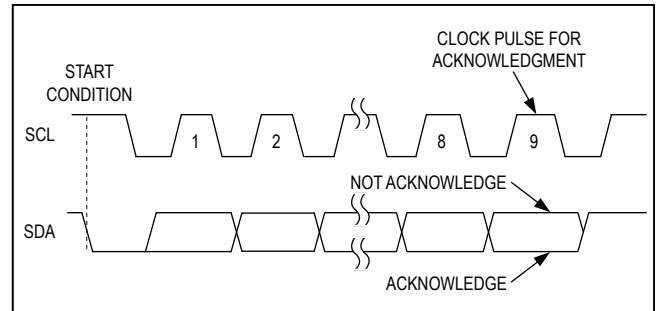 CLOCK PULSE FOR
ACKNOWLEDGMENT
START
CONDITION
SCL
1
2
8
9
NOT ACKNOWLEDGE
SDA
ACKNOWLEDGE